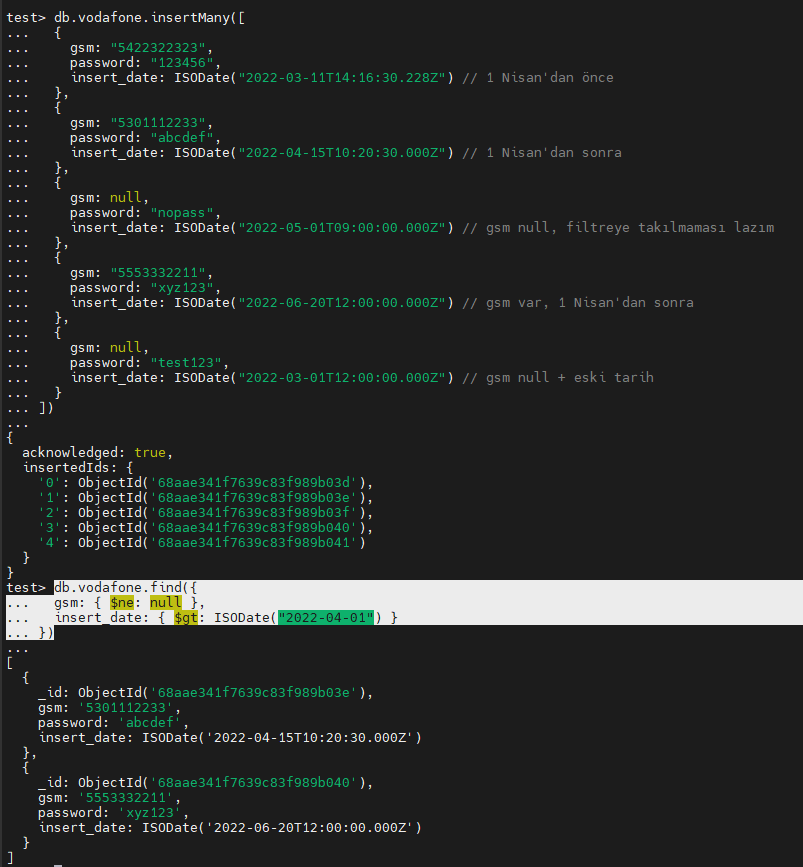 test> db.vodafone.insertMany([
...   {
...     gsm: "5422322323",
...     password: "123456",
...     insert_date: ISODate("2022-03-11T14:16:30.228Z") // 1 Nisan'dan önce
...   },
...   {
...     gsm: "5301112233",
...     password: "abcdef",
...     insert_date: ISODate("2022-04-15T10:20:30.000Z") // 1 Nisan'dan sonra
...   },
...   {
...     gsm: null,
...     password: "nopass",
...     insert_date: ISODate("2022-05-01T09:00:00.000Z") // gsm null, filtreye takılmaması lazım
...   },
...   {
...     gsm: "5553332211",
...     password: "xyz123",
...     insert_date: ISODate("2022-06-20T12:00:00.000Z") // gsm var, 1 Nisan'dan sonra
...   },
...   {
...     gsm: null,
...     password: "test123",
...     insert_date: ISODate("2022-03-01T12:00:00.000Z") // gsm null + eski tarih
...   }
... ])
...
{
  acknowledged: true,
  insertedIds: {
    '0': ObjectId('68aae341f7639c83f989b03d'),
    '1': ObjectId('68aae341f7639c83f989b03e'),
    '2': ObjectId('68aae341f7639c83f989b03f'),
    '3': ObjectId('68aae341f7639c83f989b040'),
    '4': ObjectId('68aae341f7639c83f989b041')
  }
}
test> db.vodafone.find({
...   gsm: { $ne: null },
...   insert_date: { $gt: ISODate("2022-04-01") }
... })
...
[
  {
    _id: ObjectId('68aae341f7639c83f989b03e'),
    gsm: '5301112233',
    password: 'abcdef',
    insert_date: ISODate('2022-04-15T10:20:30.000Z')
  },
  {
    _id: ObjectId('68aae341f7639c83f989b040'),
    gsm: '5553332211',
    password: 'xyz123',
    insert_date: ISODate('2022-06-20T12:00:00.000Z')
  }
]